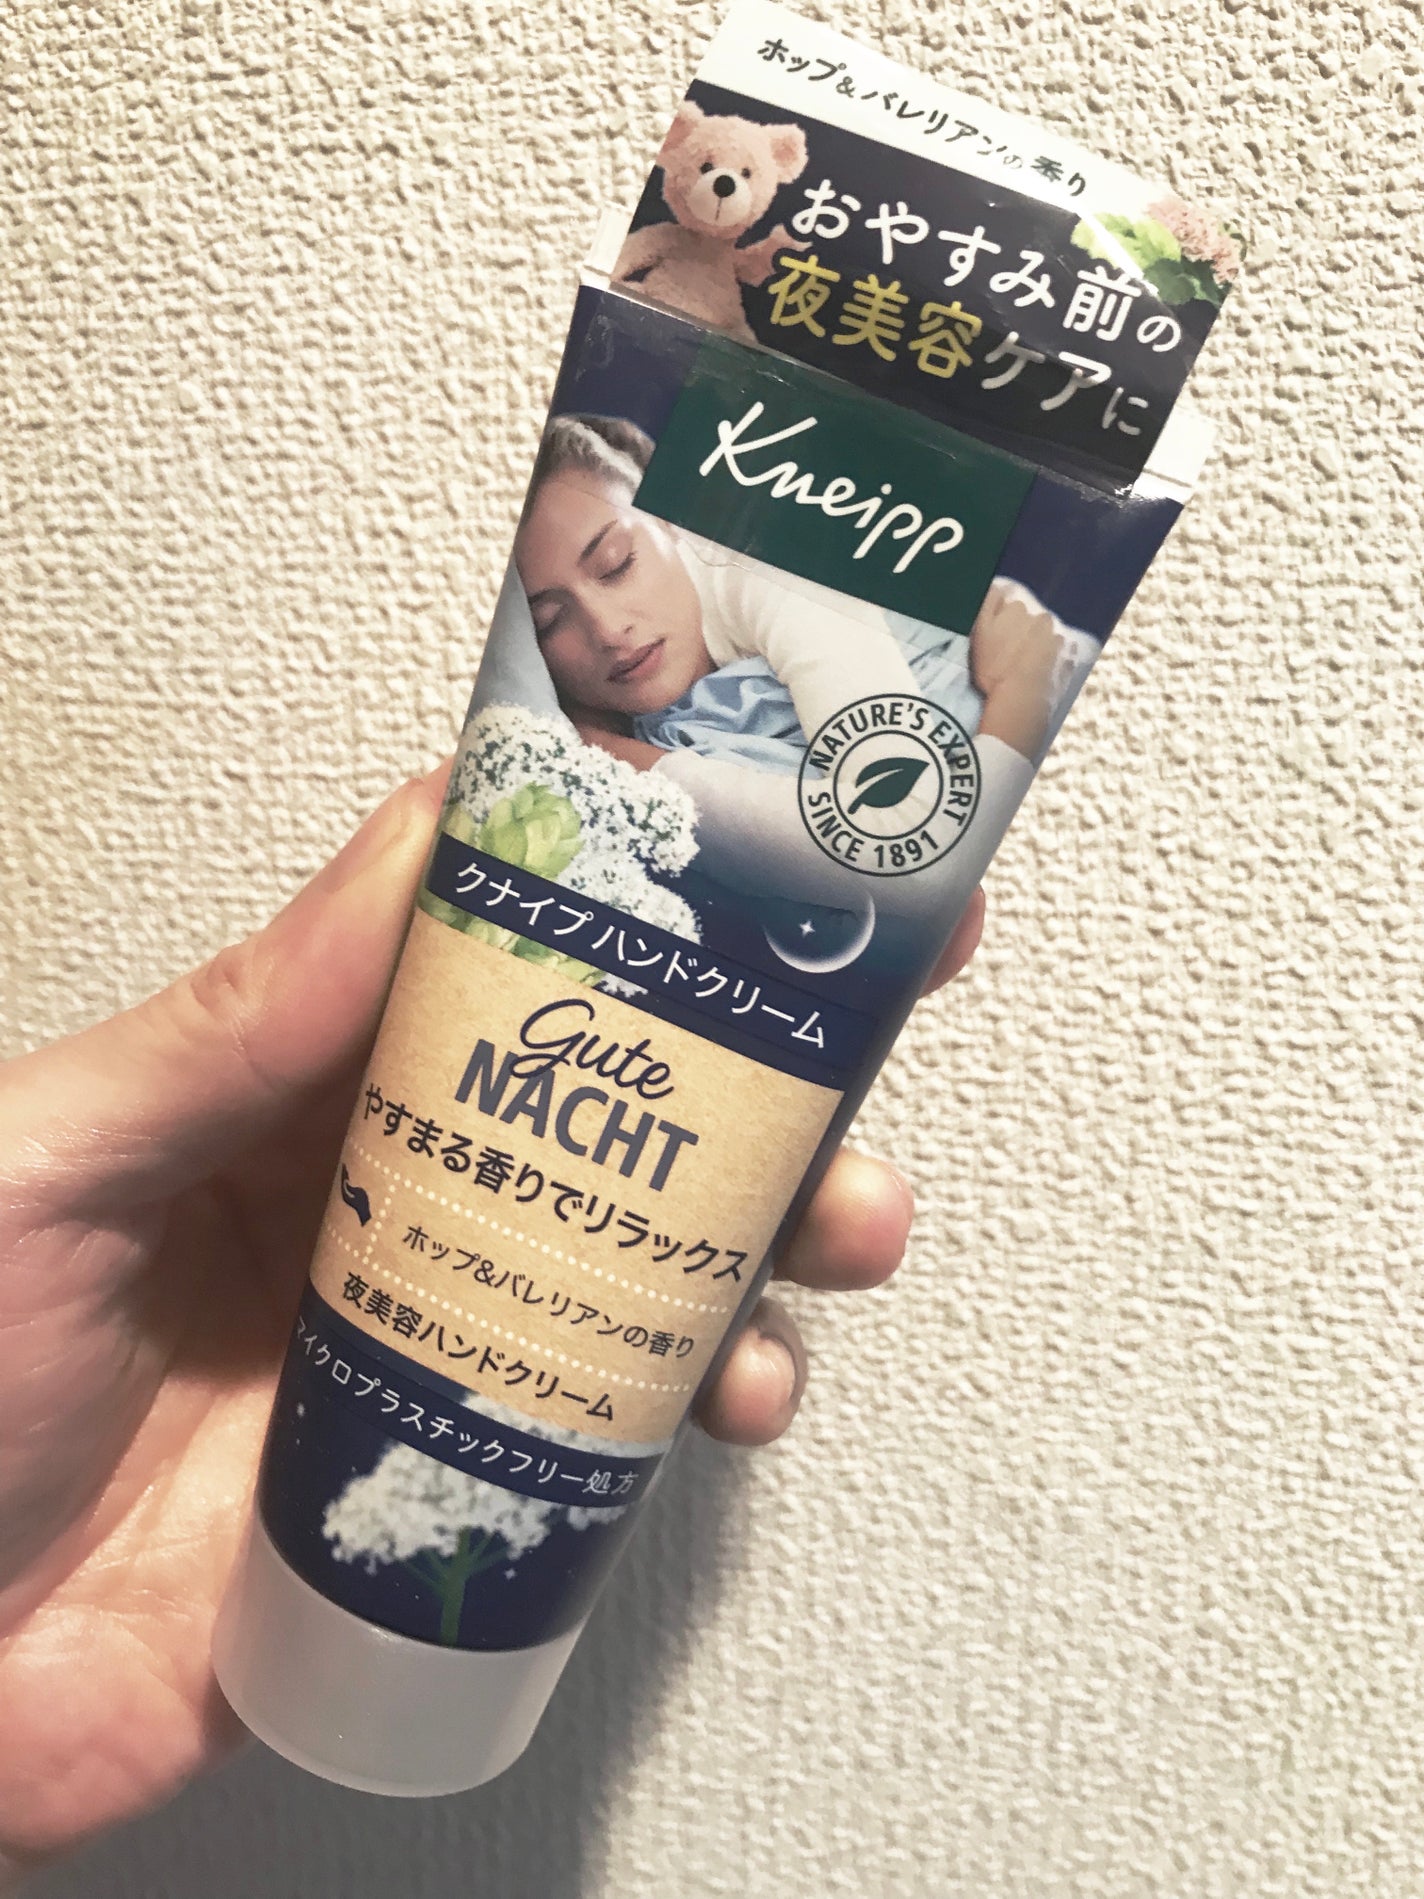 ホップ&バレリアンの香り
おやすみ前の
夜美容ケアに
Kneipp
NATURE'S EXPERT
SINCE 1891
クナイプ ハンドクリーム
Gute
NACHT
やすまる香りでリラックス
ホップ&バレリアンの香り
夜美容ハンドクリーム
マイクロプラスチックフリー処方